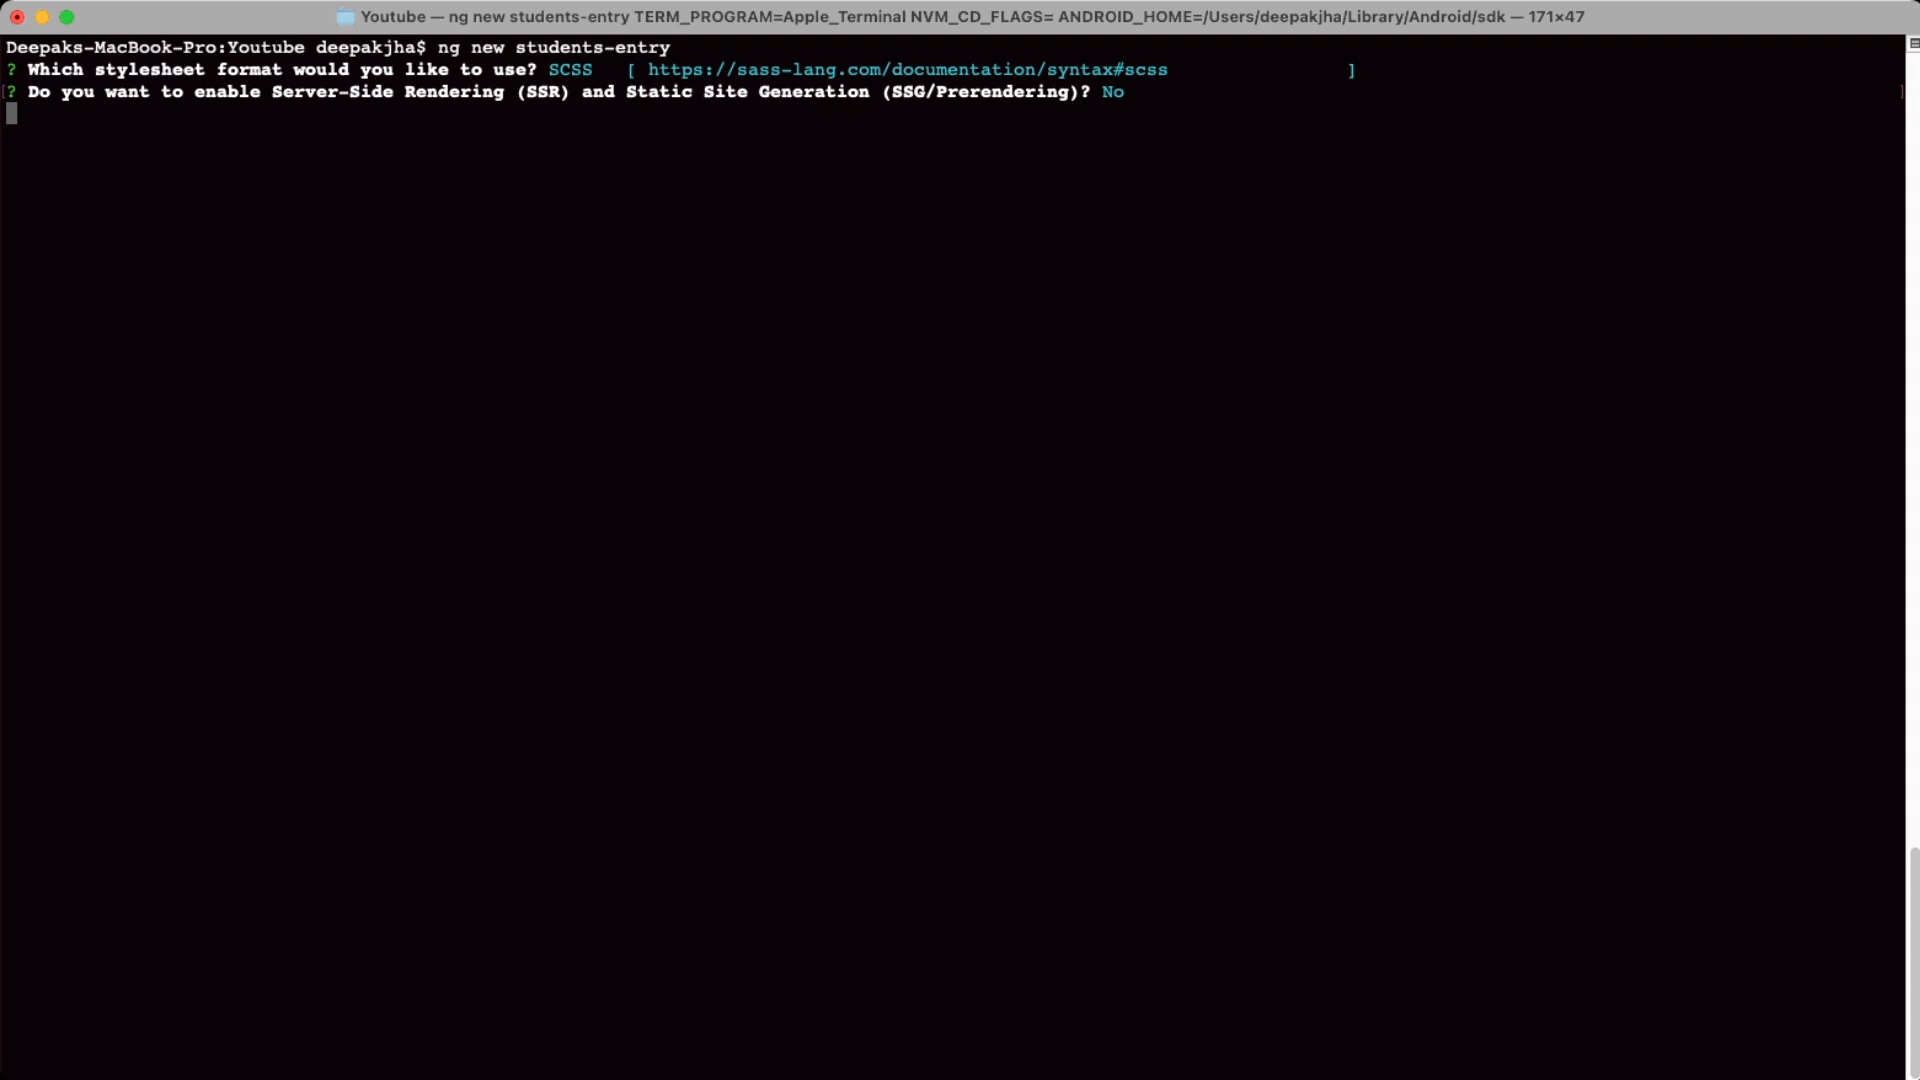 Youtube — ng new students-entry TERM_PROGRAM=Apple_Terminal NVM_CD_FLAGS= ANDROID_HOME=/Users/deepakjha/Library/Android/sdk — 171×47
Deepaks-MacBook-Pro:Youtube deepakjha$ ng new students-entry
? Which stylesheet format would you like to use? SCSS   [ https://sass-lang.com/documentation/syntax#scss                ]
[? Do you want to enable Server-Side Rendering (SSR) and Static Site Generation (SSG/Prerendering)? No ]